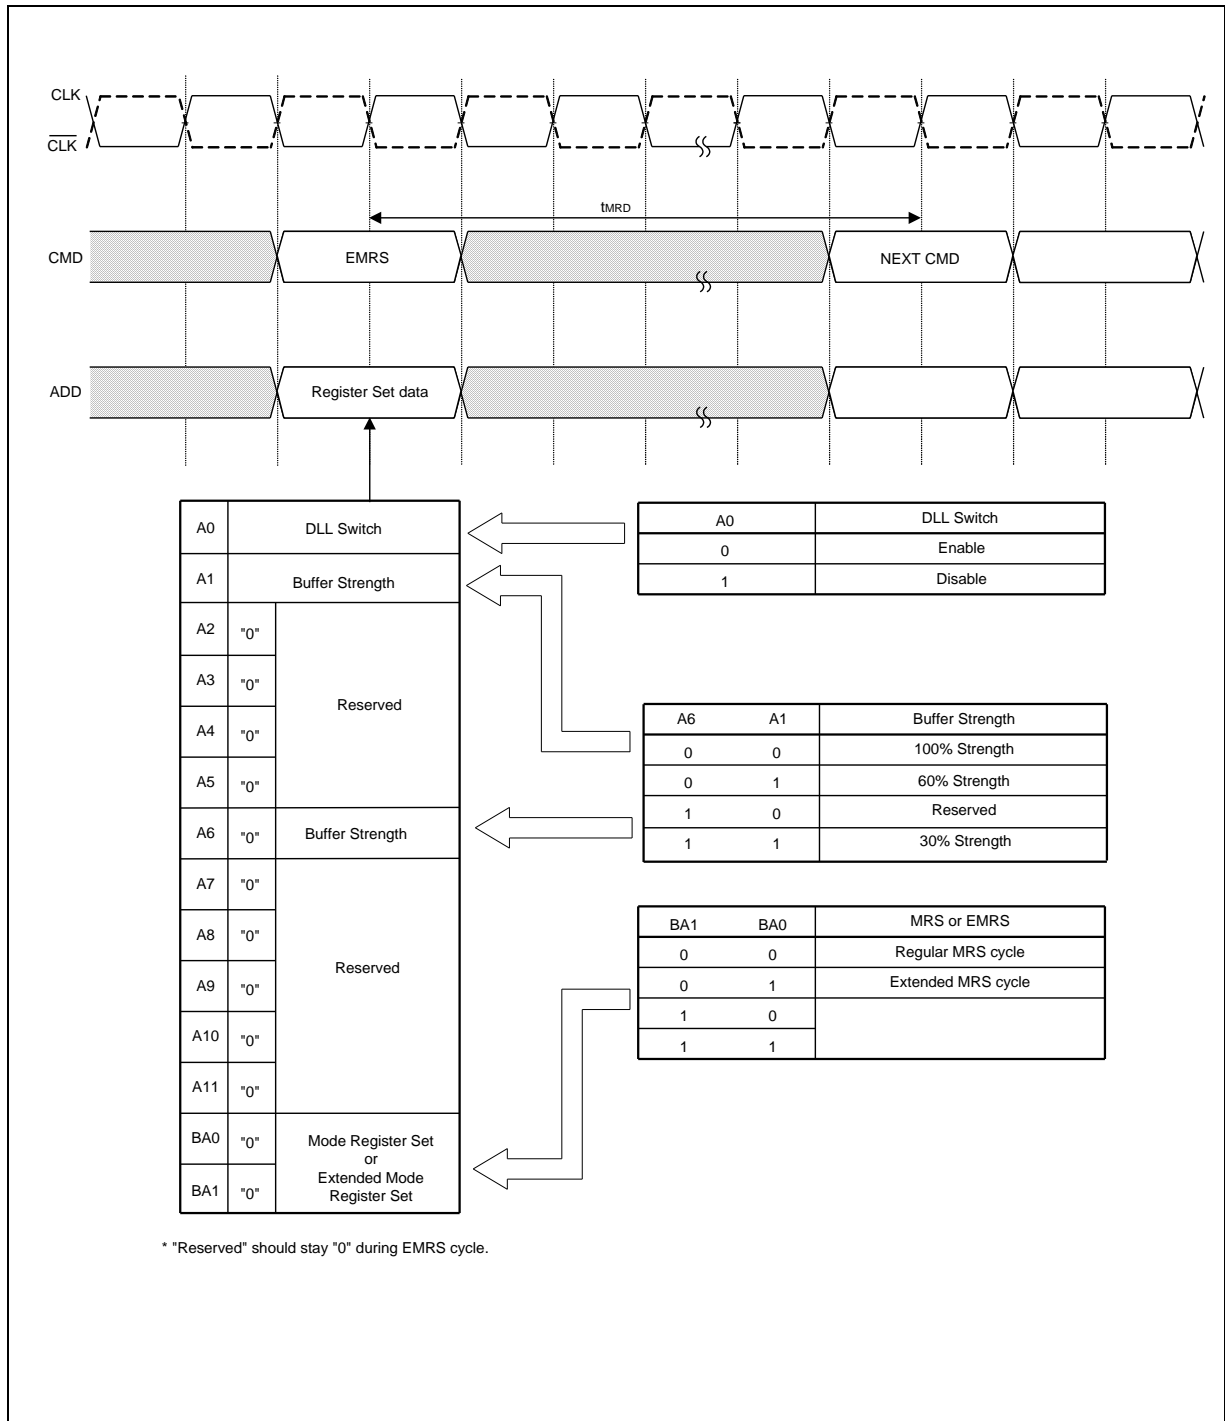 CLK
CLK
tMRD
CMD
EMRS
NEXT CMD
ADD
Register Set data
A0 DLL Switch
A1 Buffer Strength
A2 "0"
A3 "0"
Reserved
A4 "0"
A5 "0"
A6 "0" Buffer Strength
A7 "0"
A8 "0"
Reserved
A9 "0"
A10 "0"
A11 "0"
BA0 "0"
BA1 "0"
Mode Register Set
or
Extended Mode
Register Set
A0 DLL Switch
0 Enable
1 Disable
A6 A1 Buffer Strength
0 0 100% Strength
0 1 60% Strength
1 0 Reserved
1 1 30% Strength
BA1 BA0 MRS or EMRS
0 0 Regular MRS cycle
0 1 Extended MRS cycle
1 0
1 1
* "Reserved" should stay "0" during EMRS cycle.